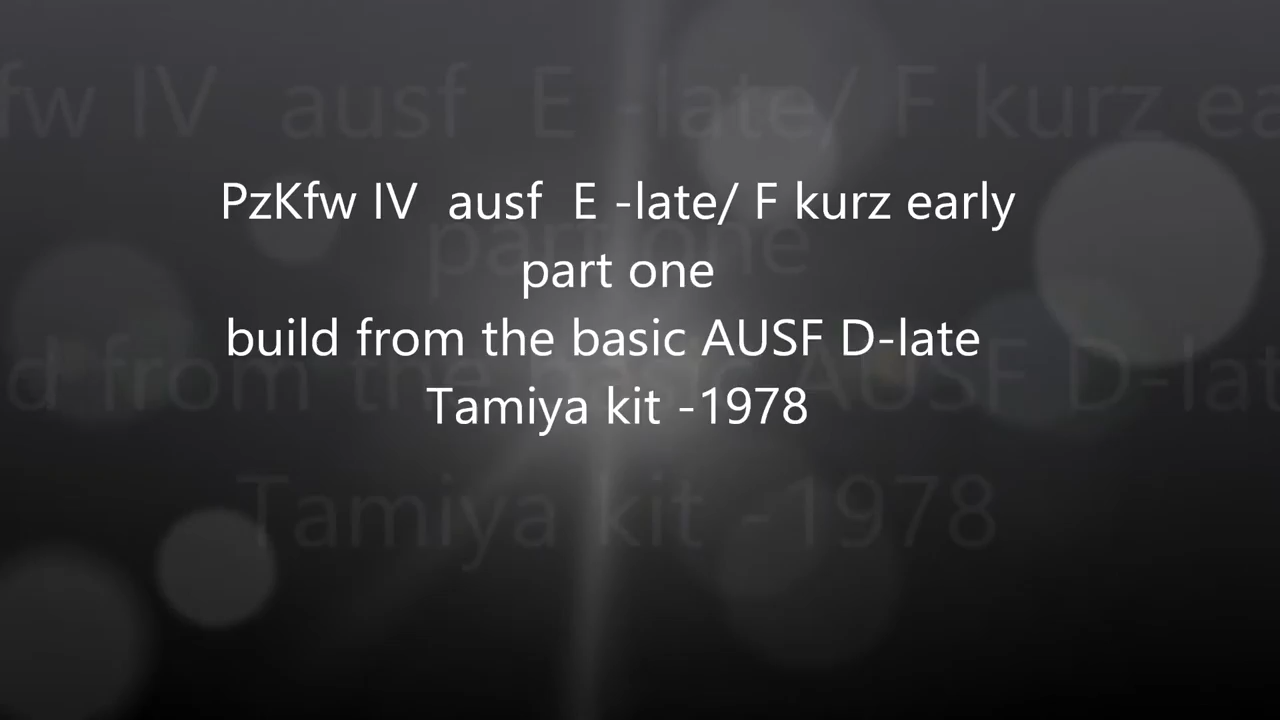 PzKfw IV  ausf  E -late/ F kurz early
part one
build from the basic AUSF D-late
Tamiya kit -1978